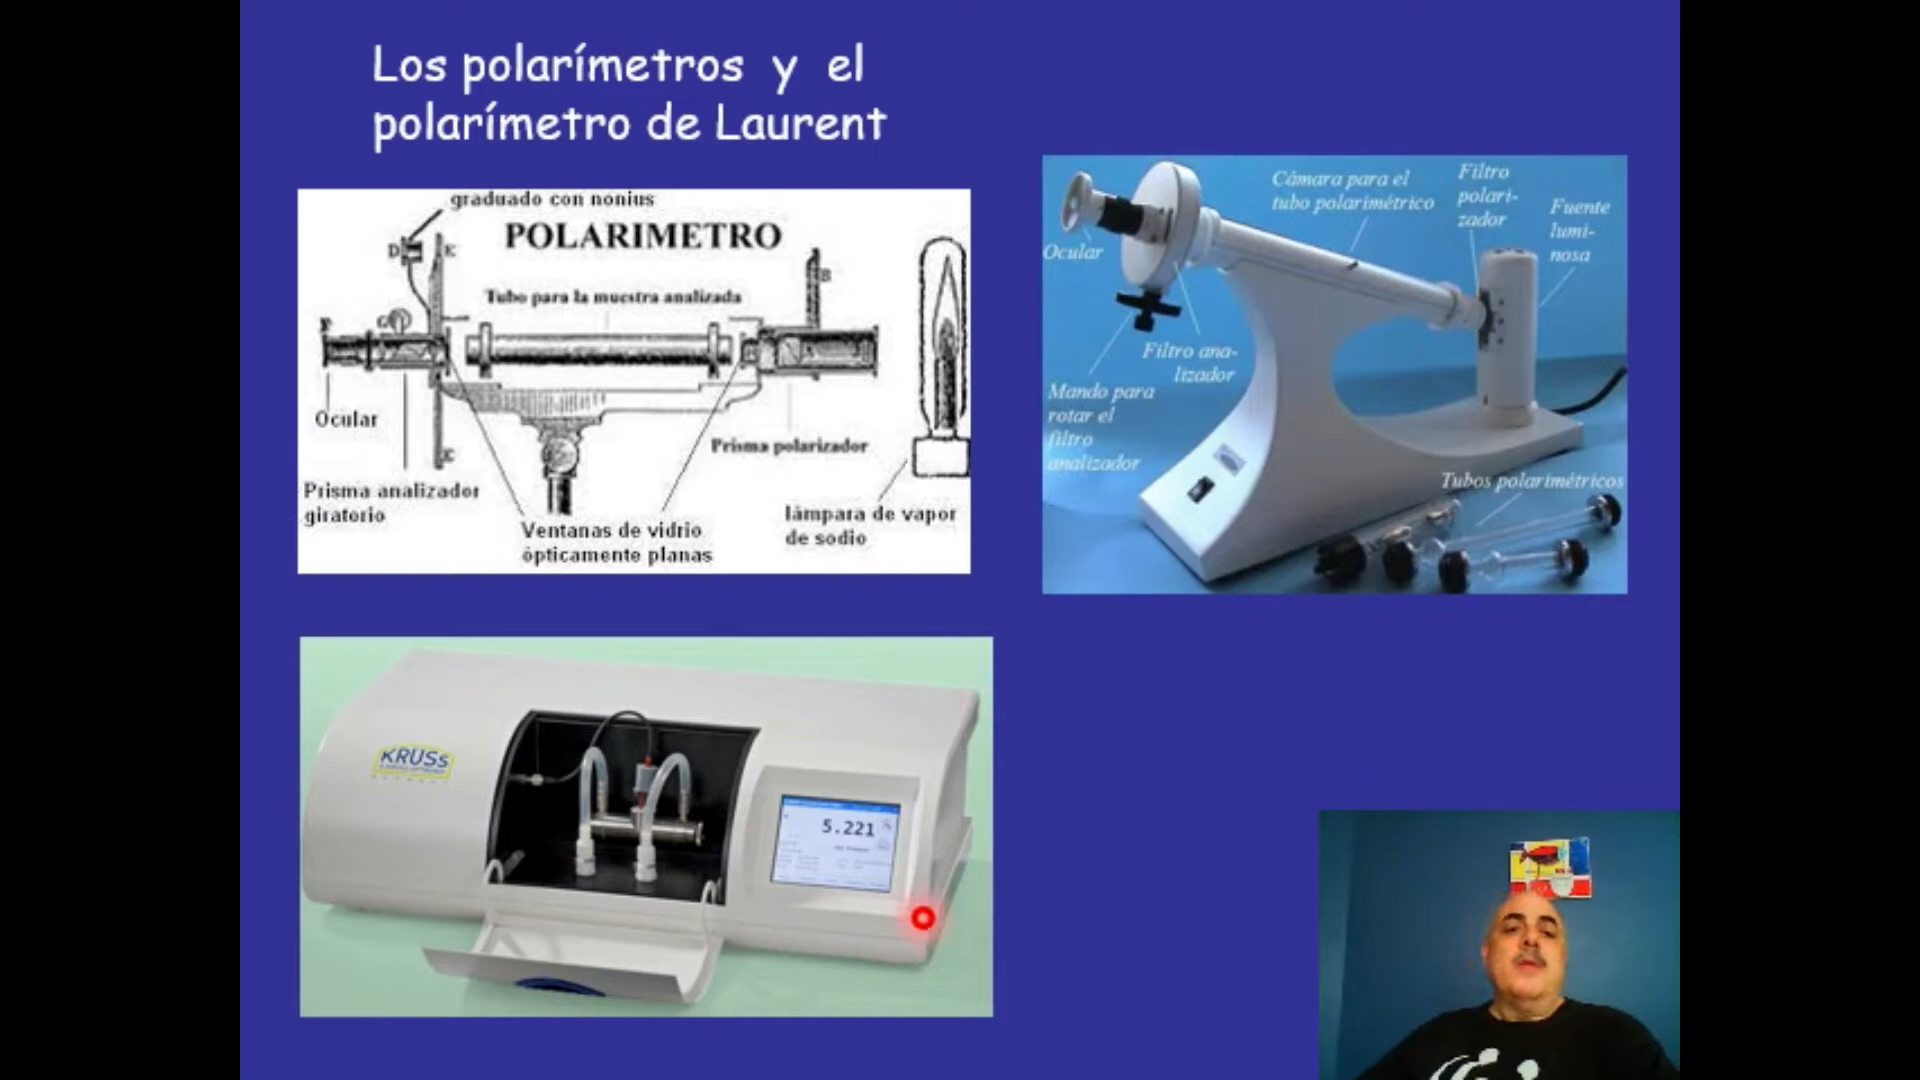 Los polarímetros y el
polarímetro de Laurent
graduado con nonius
POLARIMETRO
D
E
B
Tubo para la muestra analizada
G
Ocular
C
Prisma polarizador
Prisma analizador
giratorio
Ventanas de vidrio
ópticamente planas
lámpara de vapor
de sodio
Cámara para el
tubo polarimétrico
Filtro
polari-
zador
Fuente
lumi-
nosa
Ocular
Filtro ana-
lizador
Mando para
rotar el
filtro
analizador
Tubos polarimétricos
KRUSS
5.221